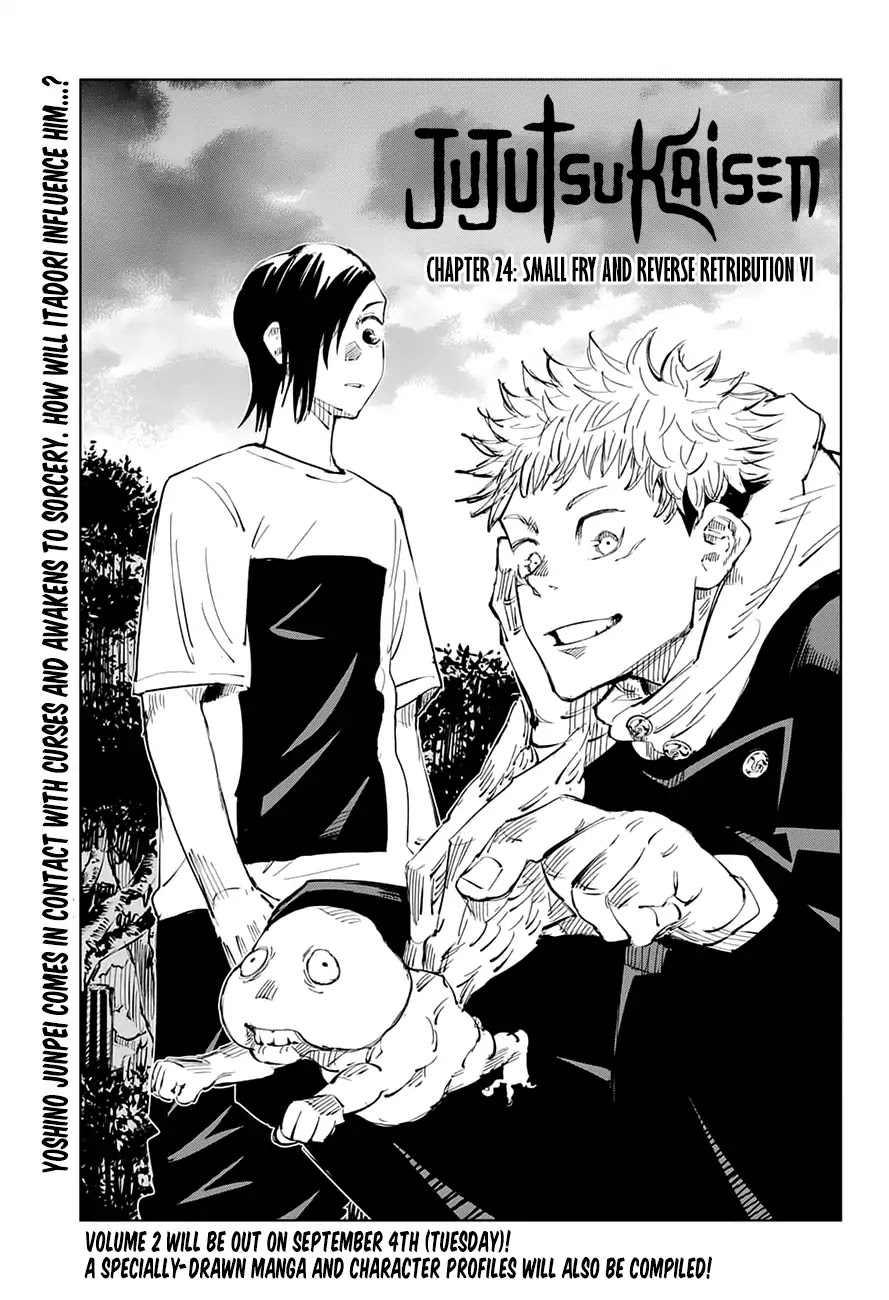 JUJUTSU KAISEN
CHAPTER 24: SMALL FRY AND REVERSE RETRIBUTION VI
YOSHINO JUNPEI COMES IN CONTACT WITH CURSES AND AWAKENS TO SORCERY. HOW WILL ITADORI INFLUENCE HIM...?
VOLUME 2 WILL BE OUT ON SEPTEMBER 4TH (TUESDAY)!
A SPECIALLY-DRAWN MANGA AND CHARACTER PROFILES WILL ALSO BE COMPILED!